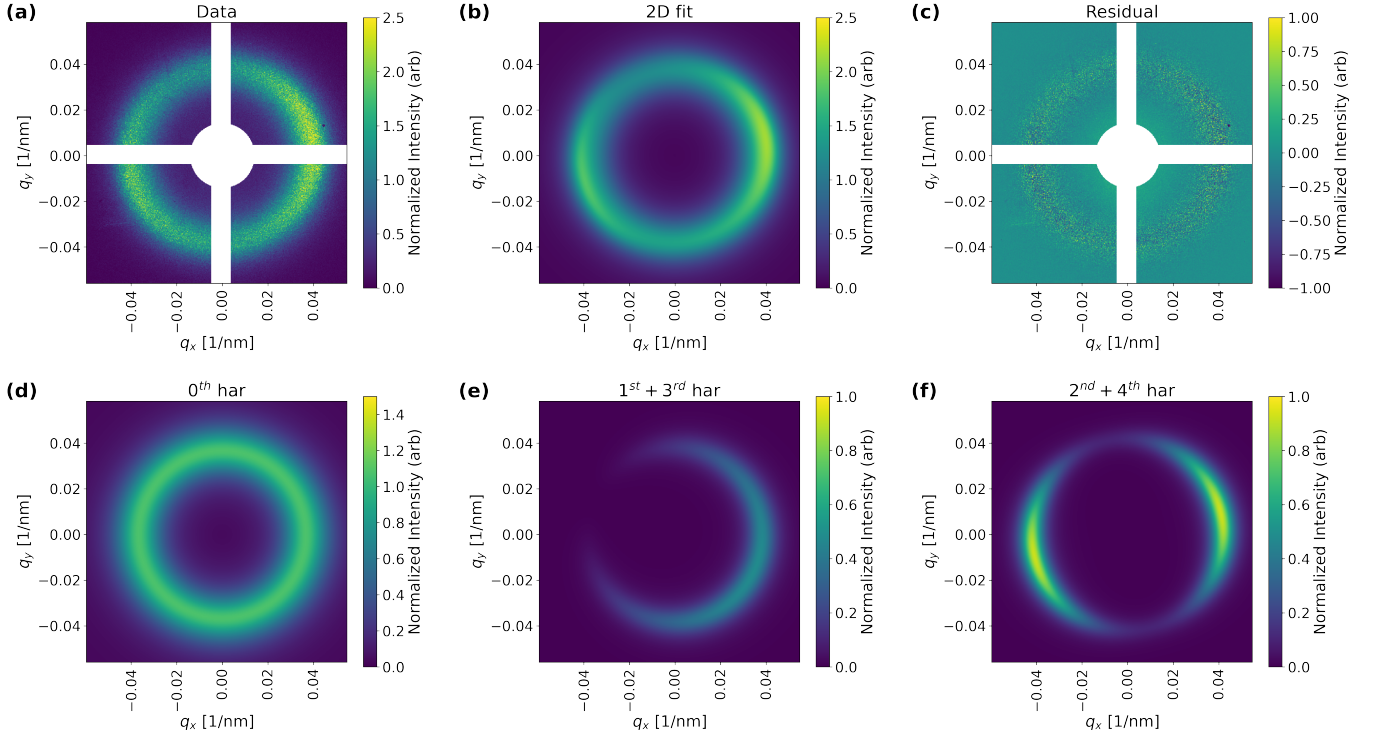 (a) Data
0.04
0.02
0.00
−0.02
−0.04
q_y [1/nm]
−0.04 −0.02 0.00 0.02 0.04
q_x [1/nm]
2.5
2.0
1.5
1.0
0.5
0.0
Normalized Intensity (arb)
(b) 2D fit
0.04
0.02
0.00
−0.02
−0.04
q_y [1/nm]
−0.04 −0.02 0.00 0.02 0.04
q_x [1/nm]
2.5
2.0
1.5
1.0
0.5
0.0
Normalized Intensity (arb)
(c) Residual
0.04
0.02
0.00
−0.02
−0.04
q_y [1/nm]
−0.04 −0.02 0.00 0.02 0.04
q_x [1/nm]
1.00
0.75
0.50
0.25
0.00
−0.25
−0.50
−0.75
−1.00
Normalized Intensity (arb)
(d) 0^th har
0.04
0.02
0.00
−0.02
−0.04
q_y [1/nm]
−0.04 −0.02 0.00 0.02 0.04
q_x [1/nm]
1.4
1.2
1.0
0.8
0.6
0.4
0.2
0.0
Normalized Intensity (arb)
(e) 1^st + 3^rd har
0.04
0.02
0.00
−0.02
−0.04
q_y [1/nm]
−0.04 −0.02 0.00 0.02 0.04
q_x [1/nm]
1.0
0.8
0.6
0.4
0.2
0.0
Normalized Intensity (arb)
(f) 2^nd + 4^th har
0.04
0.02
0.00
−0.02
−0.04
q_y [1/nm]
−0.04 −0.02 0.00 0.02 0.04
q_x [1/nm]
1.0
0.8
0.6
0.4
0.2
0.0
Normalized Intensity (arb)